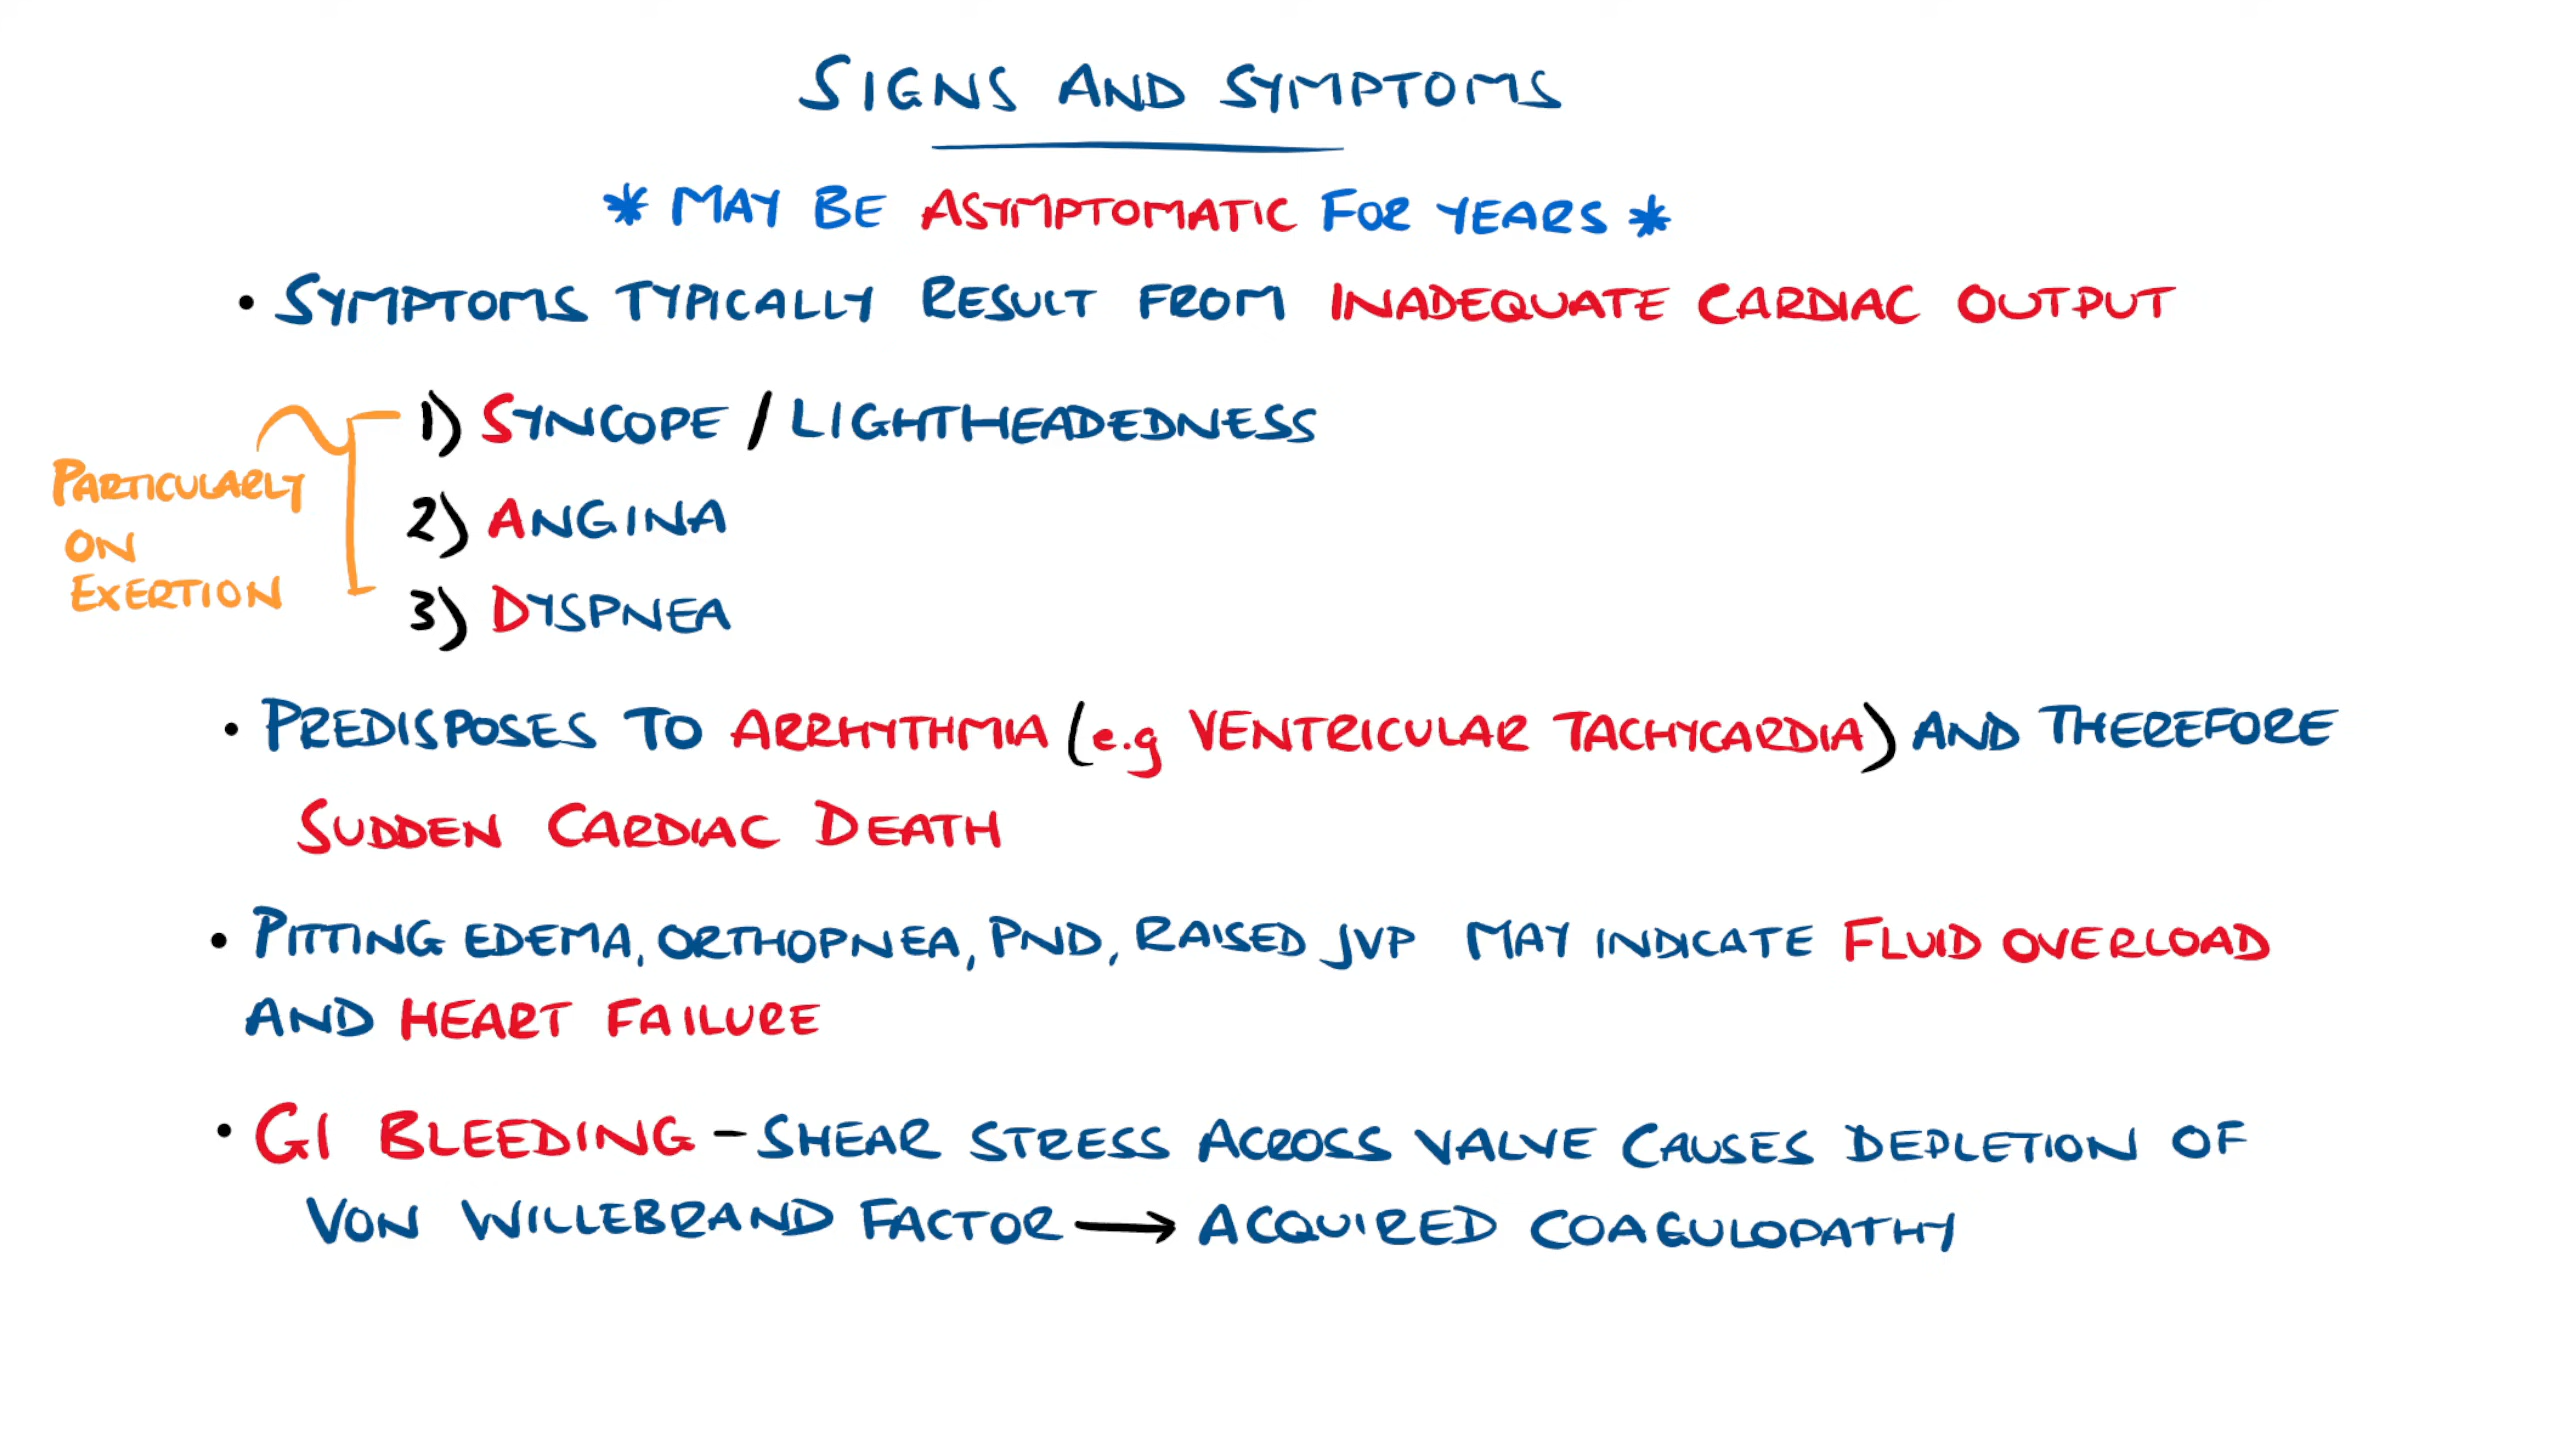 SIGNS AND SYMPTOMS
* MAY BE ASYMPTOMATIC FOR YEARS *
• SYMPTOMS TYPICALLY RESULT FROM INADEQUATE CARDIAC OUTPUT
1) SYNCOPE / LIGHTHEADEDNESS
2) ANGINA
3) DYSPNEA
PARTICULARLY
ON
EXERTION
• PREDISPOSES TO ARRHYTHMIA (e.g VENTRICULAR TACHYCARDIA) AND THEREFORE
SUDDEN CARDIAC DEATH
• PITTING EDEMA, ORTHOPNEA, PND, RAISED JVP MAY INDICATE FLUID OVERLOAD
AND HEART FAILURE
• GI BLEEDING - SHEAR STRESS ACROSS VALVE CAUSES DEPLETION OF
VON WILLEBRAND FACTOR → ACQUIRED COAGULOPATHY